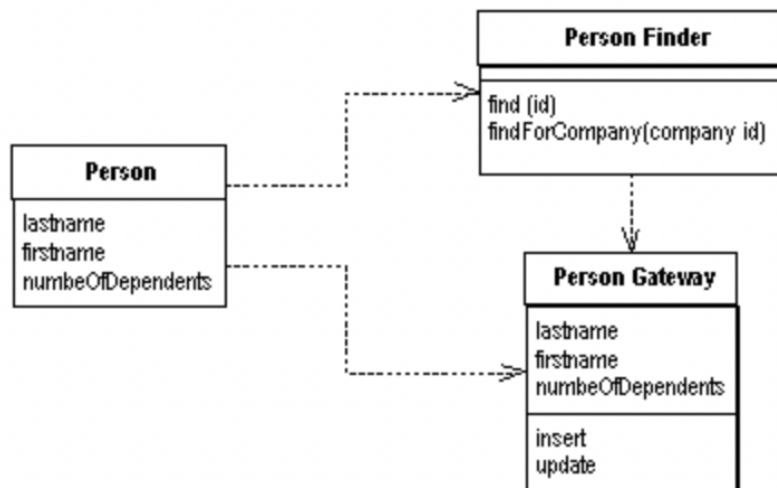 Person Finder
find (id)
findForCompany(company id)
Person
lastname
firstname
numbeOfDependents
Person Gateway
lastname
firstname
numbeOfDependents
insert
update